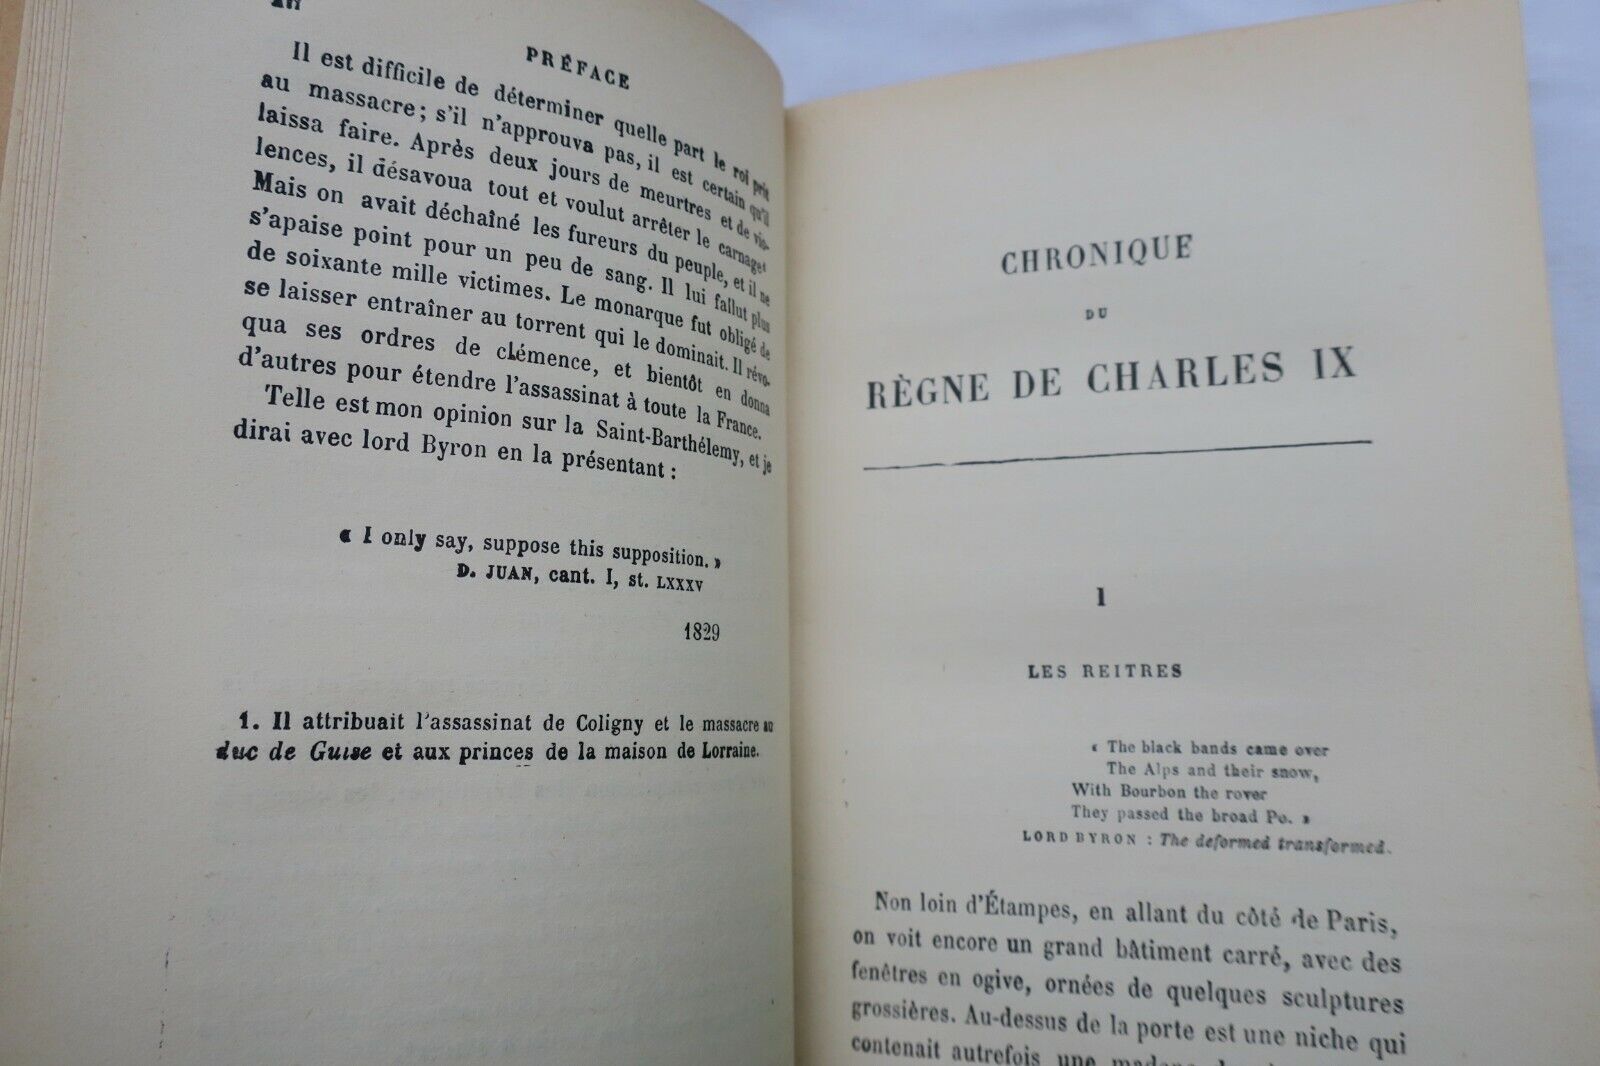 PRÉFACE
Il est difficile de déterminer quelle part le roi prit
au massacre; s'il n'approuva pas, il est certain qu'il
laissa faire. Après deux jours de meurtres et de vio-
lences, il désavoua tout et voulut arrêter le carnage¹
Mais on avait déchaîné les fureurs du peuple, et il ne
s'apaise point pour un peu de sang. Il lui fallut plus
de soixante mille victimes. Le monarque fut obligé de
se laisser entraîner au torrent qui le dominait. Il révo-
qua ses ordres de clémence, et bientôt en donna
d'autres pour étendre l'assassinat à toute la France.
Telle est mon opinion sur la Saint-Barthélemy, et je
dirai avec lord Byron en la présentant :
« I only say, suppose this supposition. »
D. JUAN, cant. I, st. LXXXV
1829
1. Il attribuait l'assassinat de Coligny et le massacre au
duc de Guise et aux princes de la maison de Lorraine.
CHRONIQUE
DU
RÈGNE DE CHARLES IX
I
LES REITRES
« The black bands came over
The Alps and their snow,
With Bourbon the rover
They passed the broad Po. »
LORD BYRON : The deformed transformed.
Non loin d'Étampes, en allant du côté de Paris,
on voit encore un grand bâtiment carré, avec des
fenêtres en ogive, ornées de quelques sculptures
grossières. Au-dessus de la porte est une niche qui
contenait autrefois une